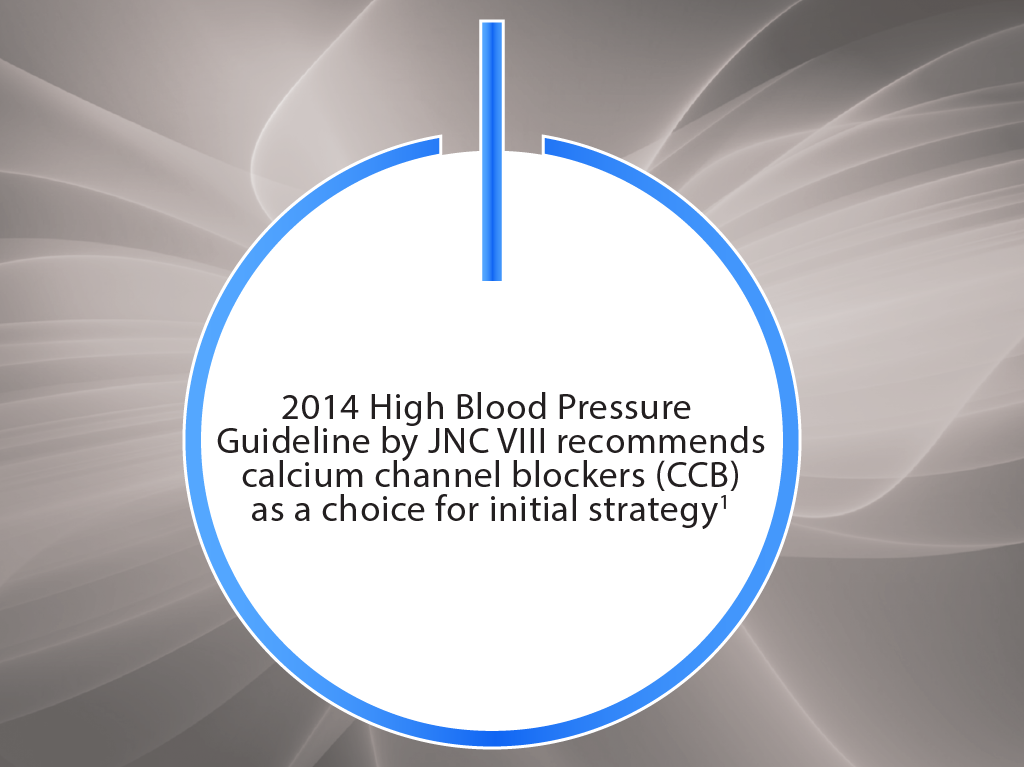 2014 High Blood Pressure
Guideline by JNC VIII recommends
calcium channel blockers (CCB)
as a choice for initial strategy¹